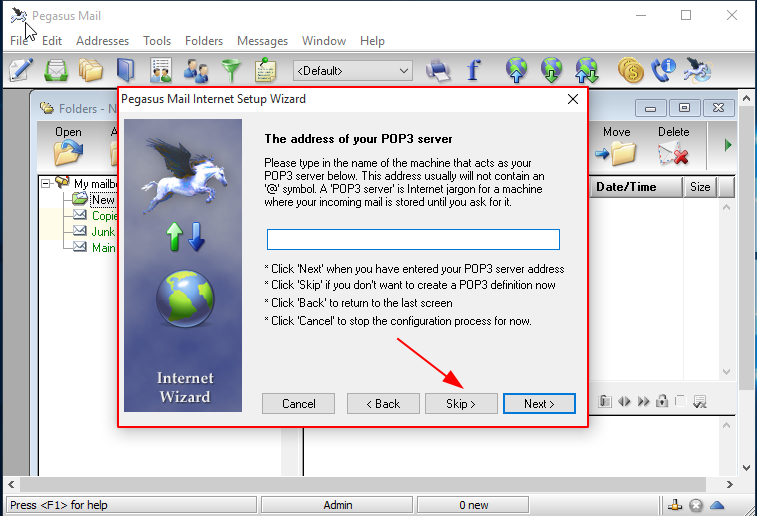 Pegasus Mail
File Edit Addresses Tools Folders Messages Window Help
<Default>
Folders - N
Pegasus Mail Internet Setup Wizard
Open
Move Delete
My mailbo
New
Copie
Junk
Main
Date/Time Size
The address of your POP3 server
Please type in the name of the machine that acts as your
POP3 server below. This address usually will not contain an
'@' symbol. A 'POP3 server' is Internet jargon for a machine
where your incoming mail is stored until you ask for it.
* Click 'Next' when you have entered your POP3 server address
* Click 'Skip' if you don't want to create a POP3 definition now
* Click 'Back' to return to the last screen
* Click 'Cancel' to stop the configuration process for now.
Internet
Wizard
Cancel < Back Skip > Next >
Press <F1> for help Admin 0 new